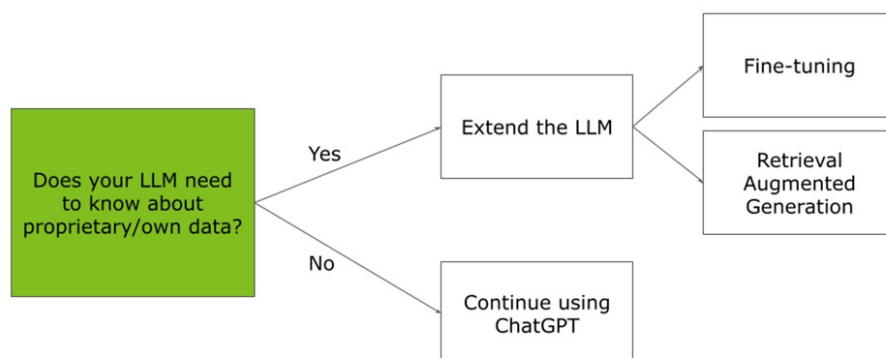 Does your LLM need
to know about
proprietary/own data?
Yes
No
Extend the LLM
Continue using
ChatGPT
Fine-tuning
Retrieval
Augmented
Generation